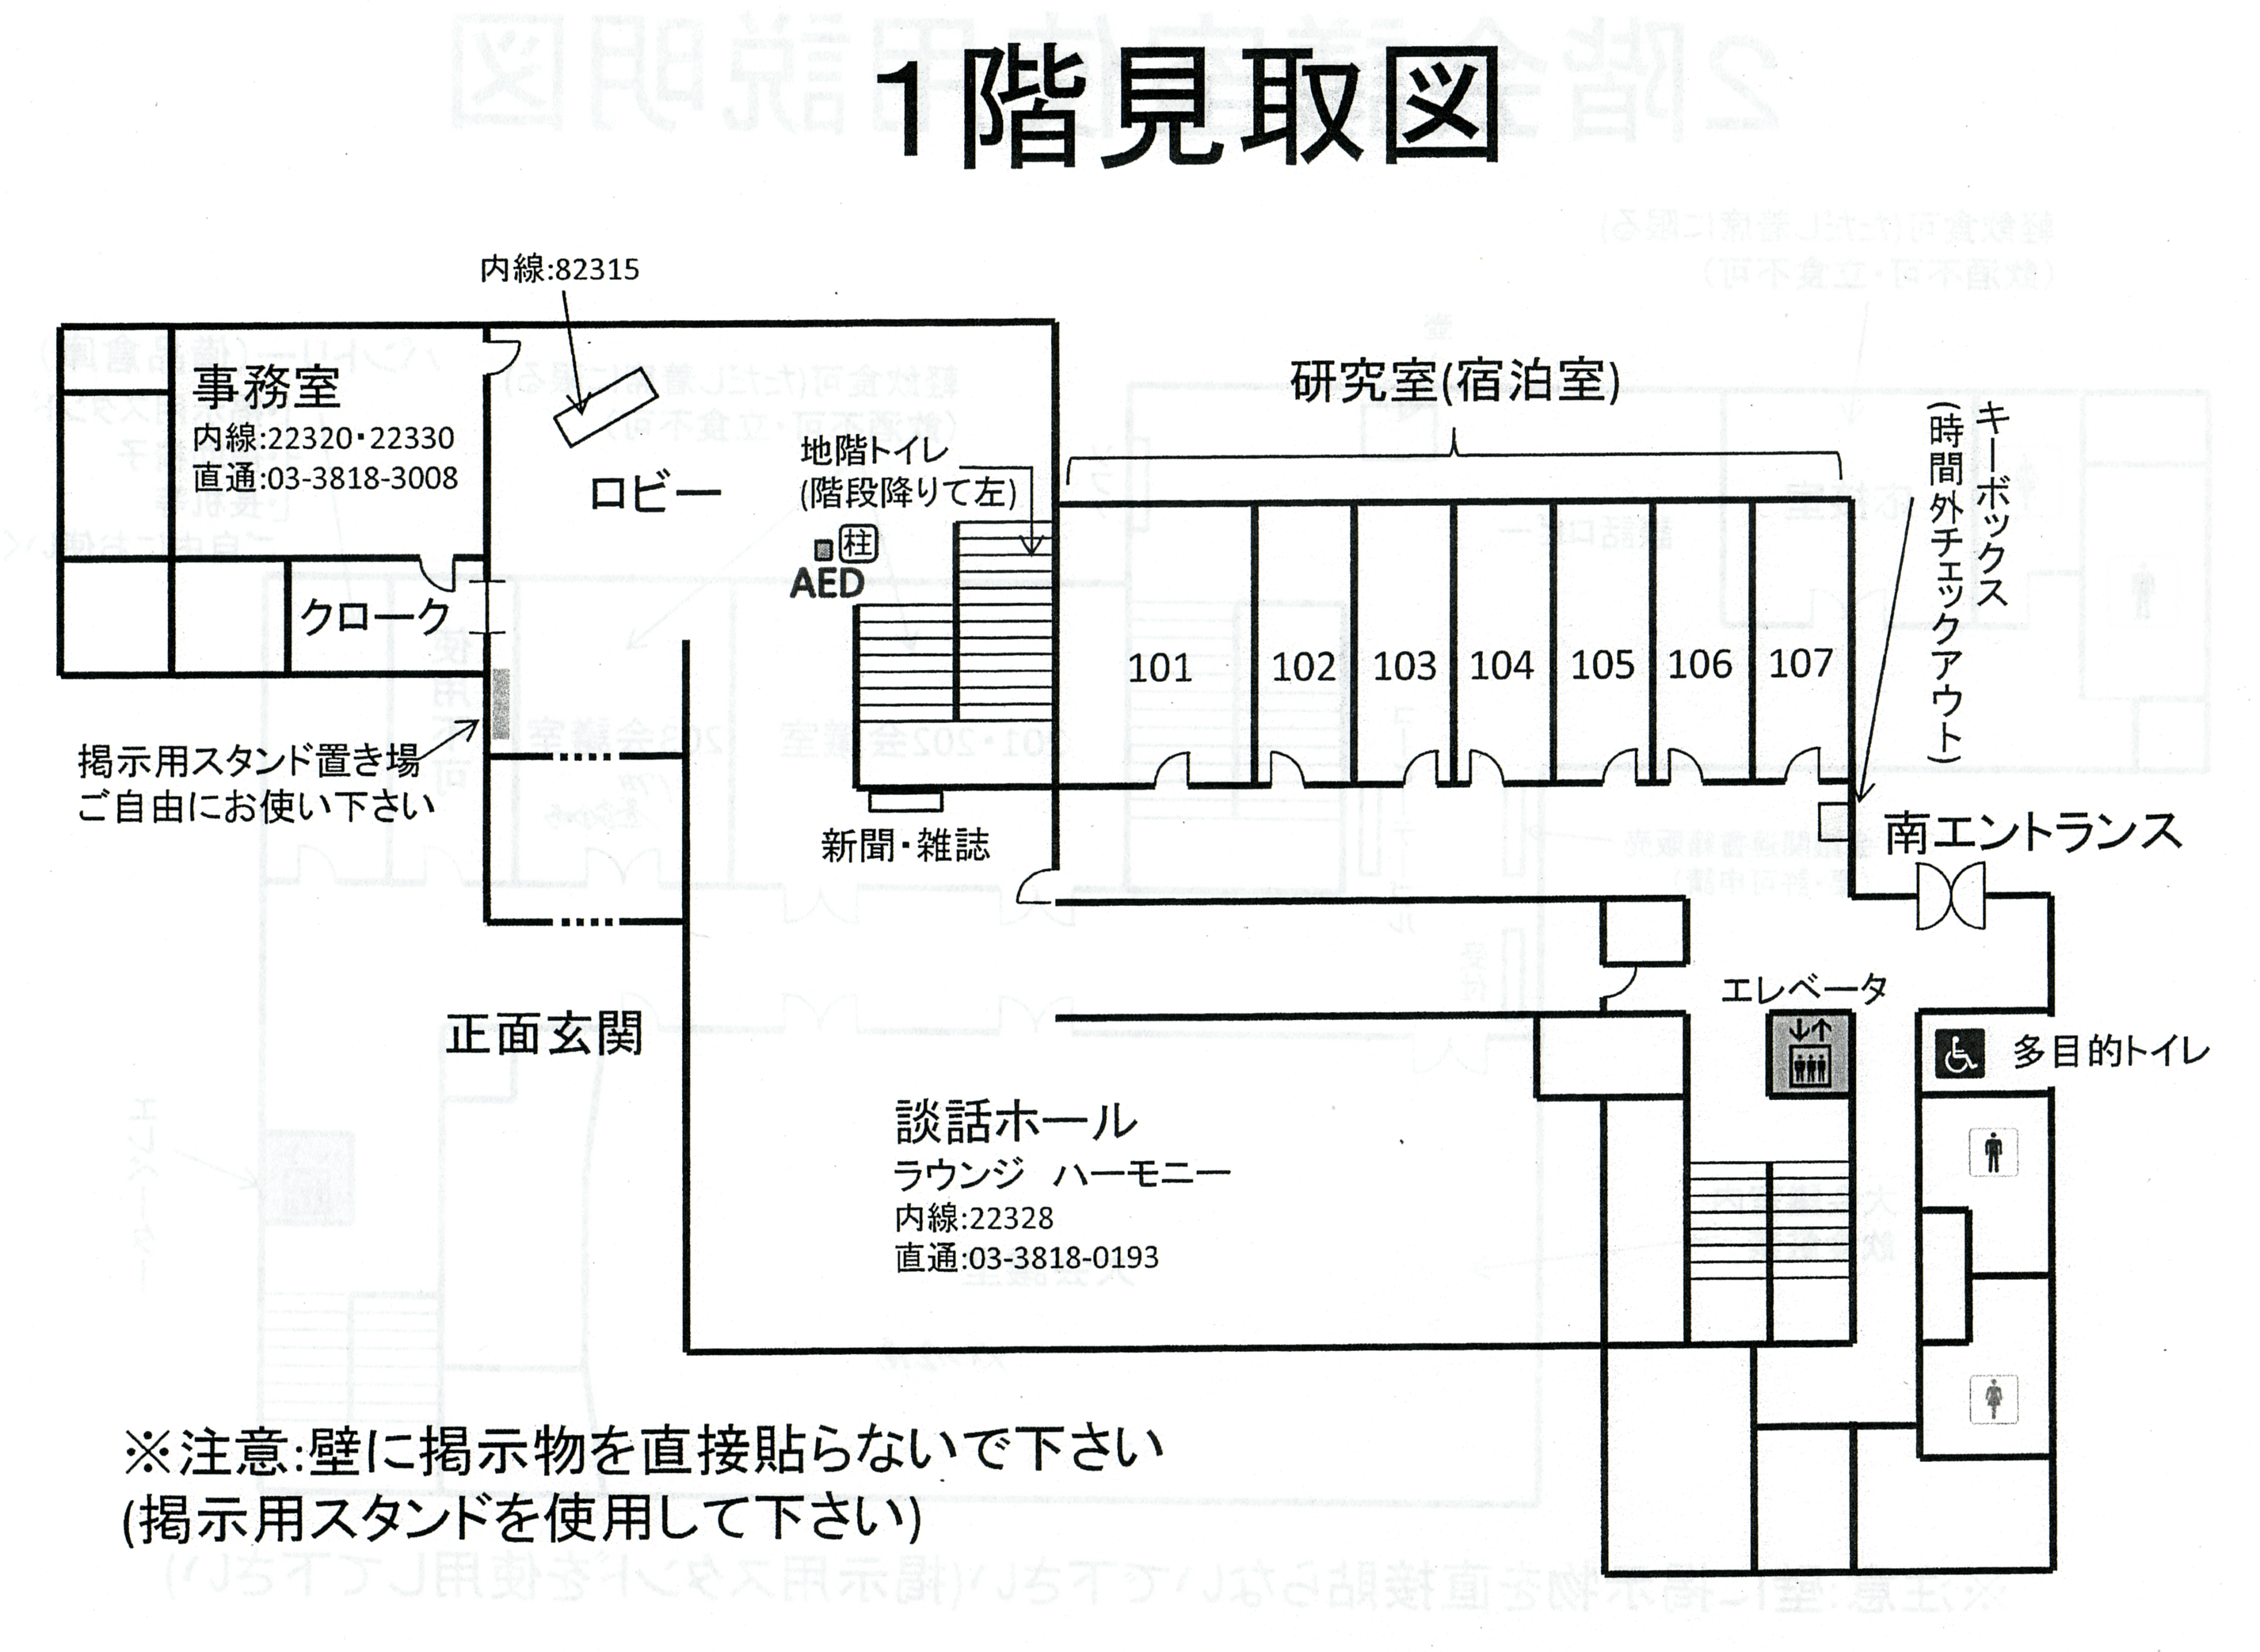 1階見取図
内線:82315
事務室
内線:22320・22330
直通:03-3818-3008
ロビー
地階トイレ
(階段降りて左)
柱
AED
クローク
掲示用スタンド置き場
ご自由にお使い下さい
新聞・雑誌
研究室(宿泊室)
101
102
103
104
105
106
107
キーボックス
(時間外チェックアウト)
南エントランス
エレベータ
多目的トイレ
正面玄関
談話ホール
ラウンジ ハーモニー
内線:22328
直通:03-3818-0193
※注意:壁に掲示物を直接貼らないで下さい
(掲示用スタンドを使用して下さい)